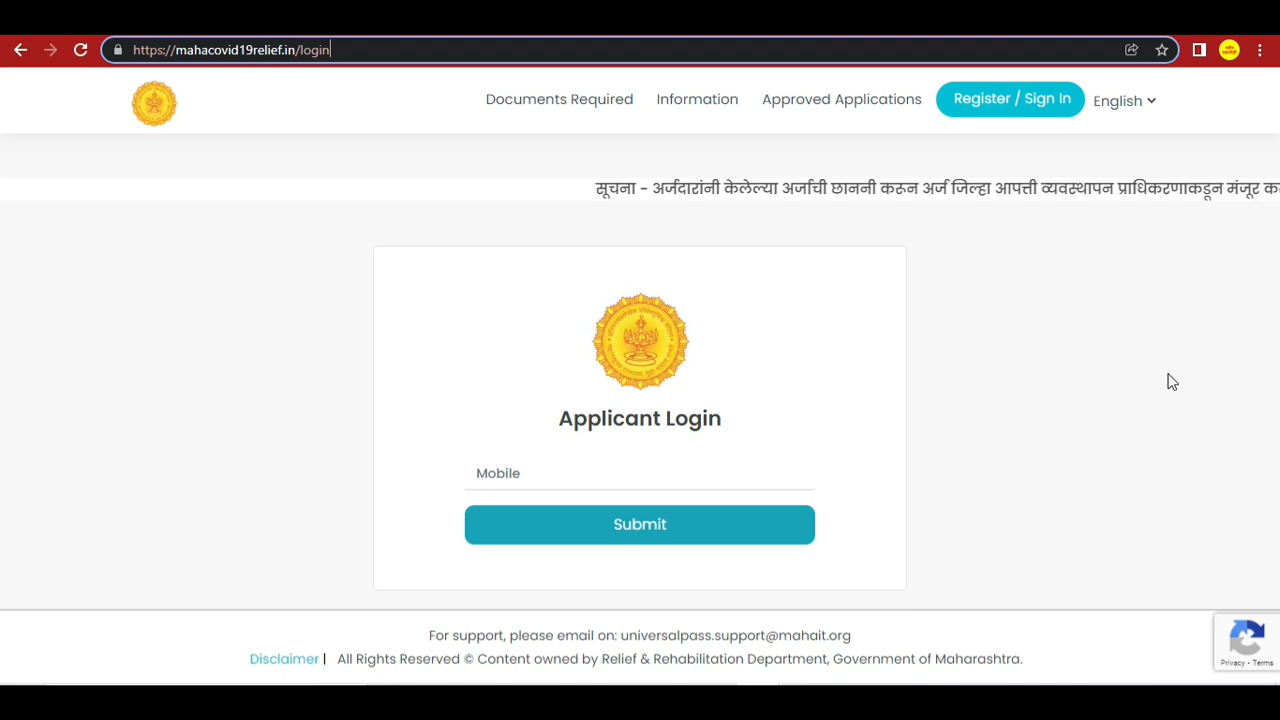 https://mahacovid19relief.in/login
Documents Required Information Approved Applications Register / Sign In English
सूचना - अर्जदारांनी केलेल्या अर्जाची छाननी करून अर्ज जिल्हा आपत्ती व्यवस्थापन प्राधिकरणाकडून मंजूर
Applicant Login
Mobile
Submit
For support, please email on: universalpass.support@mahait.org
Disclaimer | All Rights Reserved © Content owned by Relief & Rehabilitation Department, Government of Maharashtra.
Privacy - Terms